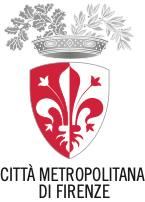 CITTÀ METROPOLITANA
DI FIRENZE